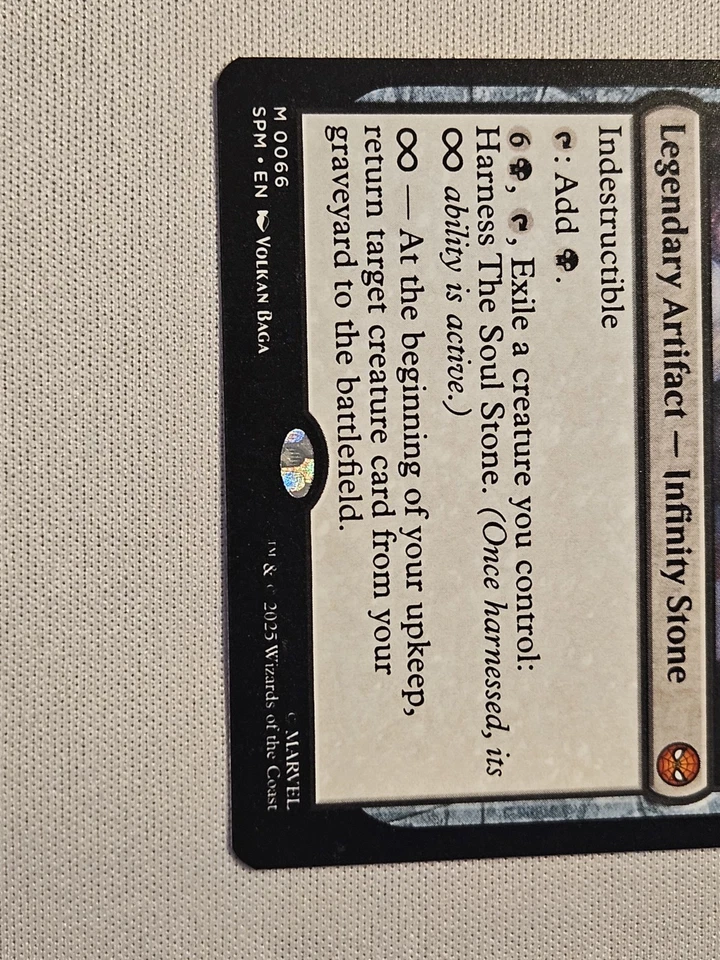 Legendary Artifact — Infinity Stone
Indestructible
: Add .
6, , Exile a creature you control:
Harness The Soul Stone. (Once harnessed, its
∞ ability is active.)
∞ — At the beginning of your upkeep,
return target creature card from your
graveyard to the battlefield.
M 0066
SPM • EN VOLKAN BAGA
© MARVEL
™ & © 2025 Wizards of the Coast